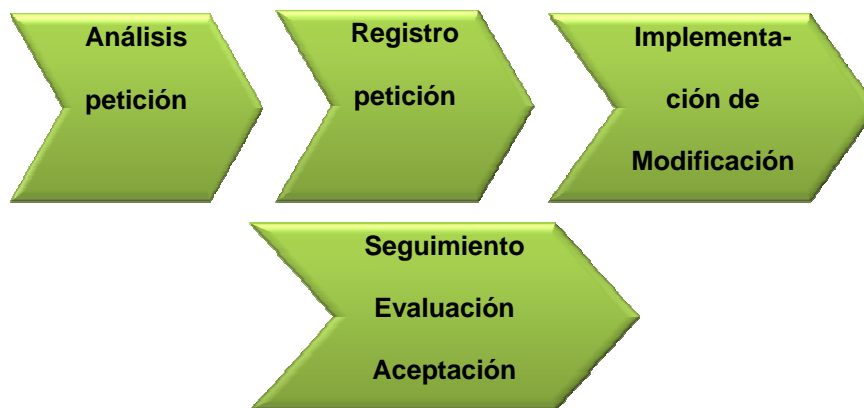 Análisis
petición
Registro
petición
Implementa-
ción de
Modificación
Seguimiento
Evaluación
Aceptación